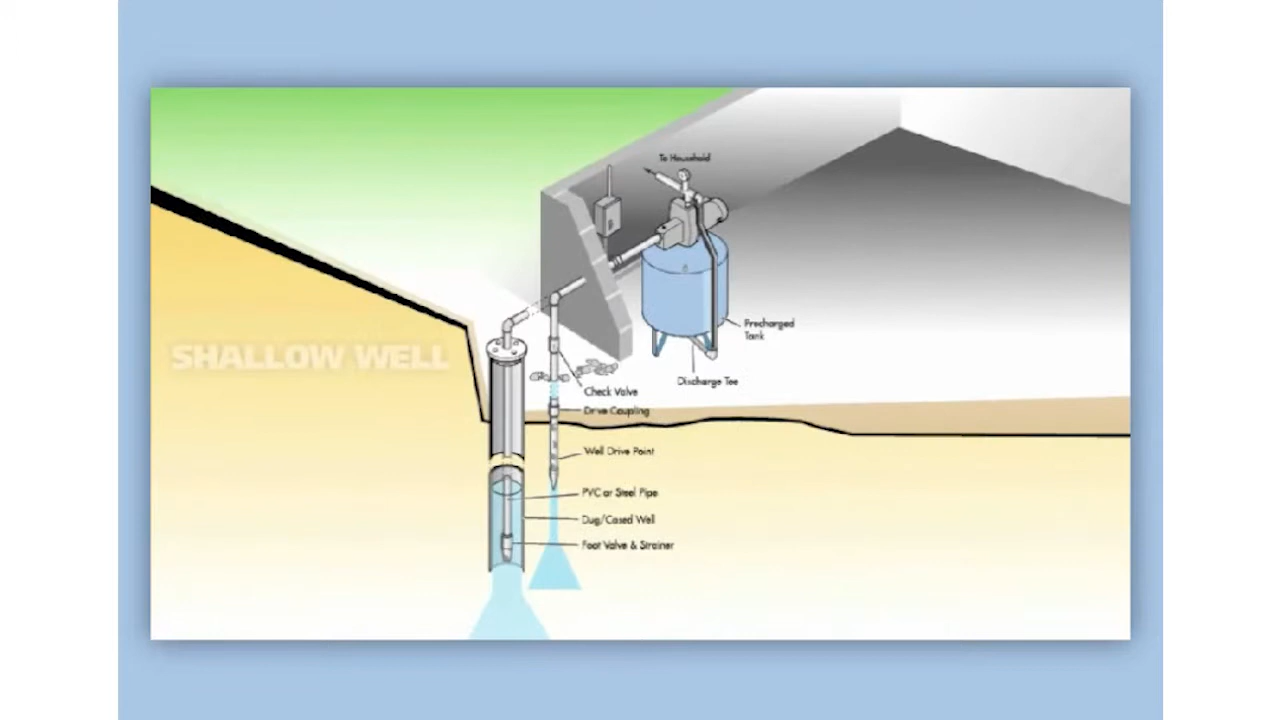 To Household
SHALLOW WELL
Precharged
Tank
Discharge Tee
Check Valve
Drive Coupling
Well Drive Point
PVC or Steel Pipe
Dug/Cased Well
Foot Valve & Strainer